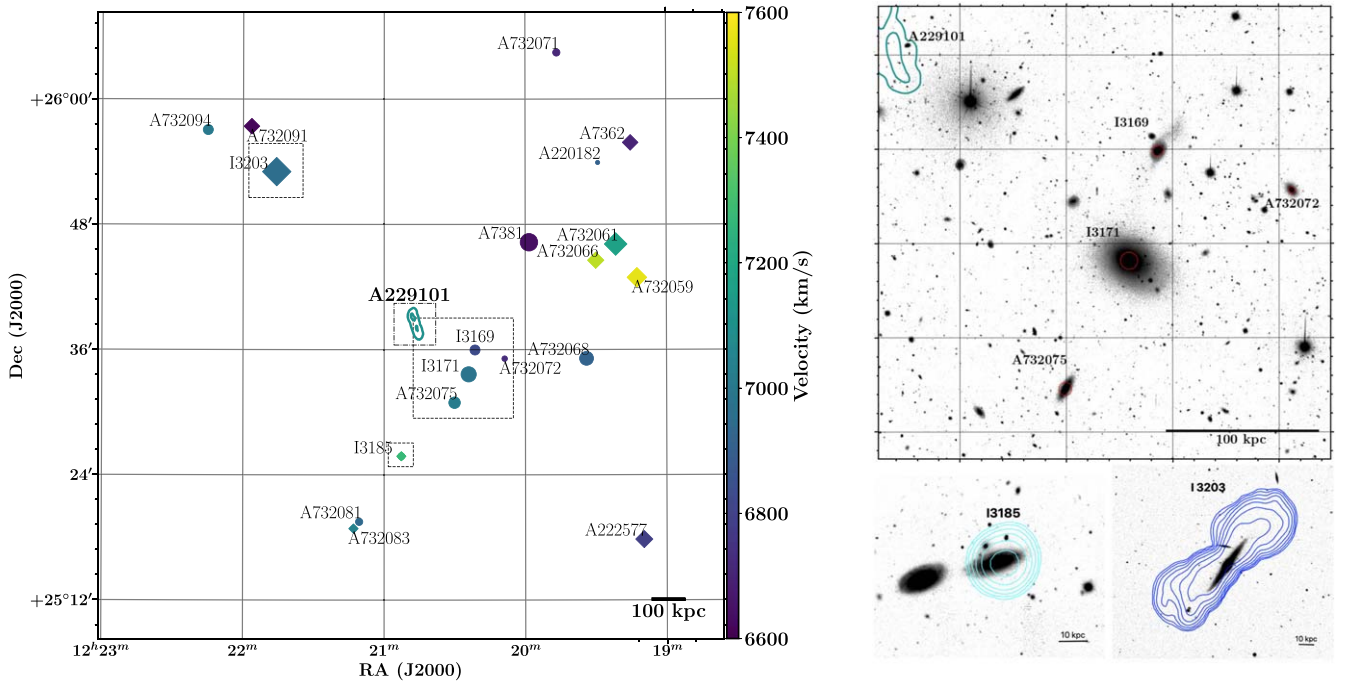 A732071
+26°00′
A732094
A732091
I3203
A7362
A220182
48′
A7381
A732061
A732066
A732059
A229101
36′
I3169
A732068
A732072
I3171
A732075
I3185
24′
A732081
A732083
A222577
+25°12′
100 kpc
12ʰ23ᵐ
22ᵐ
21ᵐ
20ᵐ
19ᵐ
RA (J2000)
Dec (J2000)
7600
7400
7200
7000
6800
6600
Velocity (km/s)
A229101
I3169
A732072
I3171
A732075
100 kpc
I3185
10 kpc
I3203
10 kpc